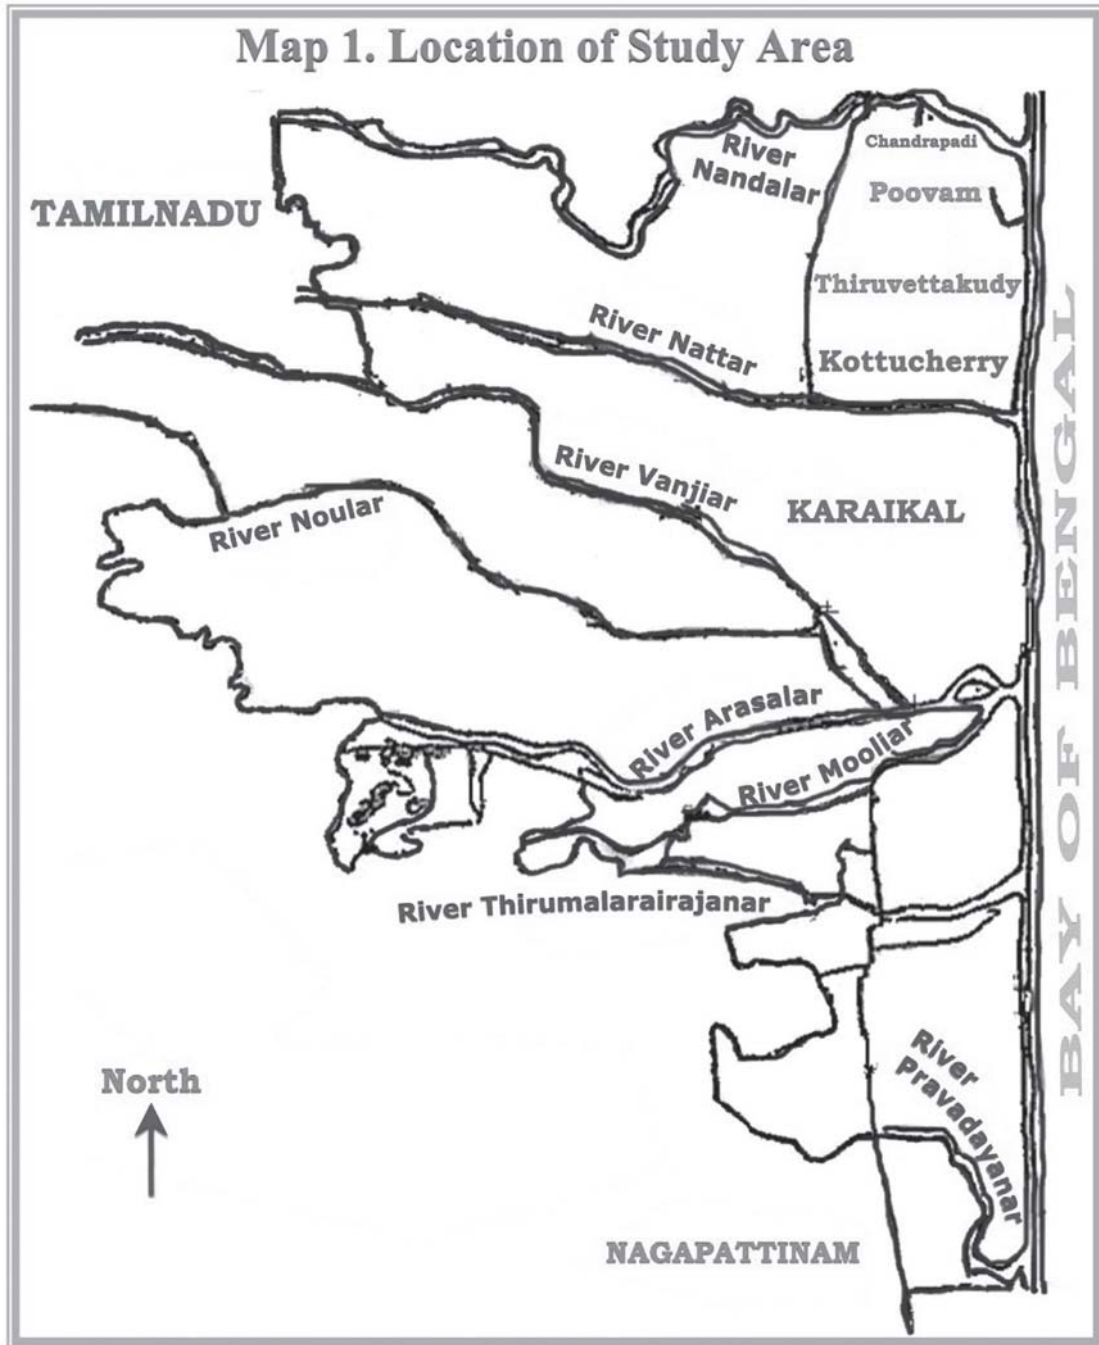 Map 1. Location of Study Area
Chandrapadi
River
Nandalar
Poovam
TAMILNADU
Thiruvettakudy
River Nattar
Kottucherry
River Vanjiar
KARAIKAL
River Noular
BAY OF BENGAL
River Arasalar
River Mooliar
River Thirumalarairajanar
River
Pravadayanar
North
NAGAPATTINAM